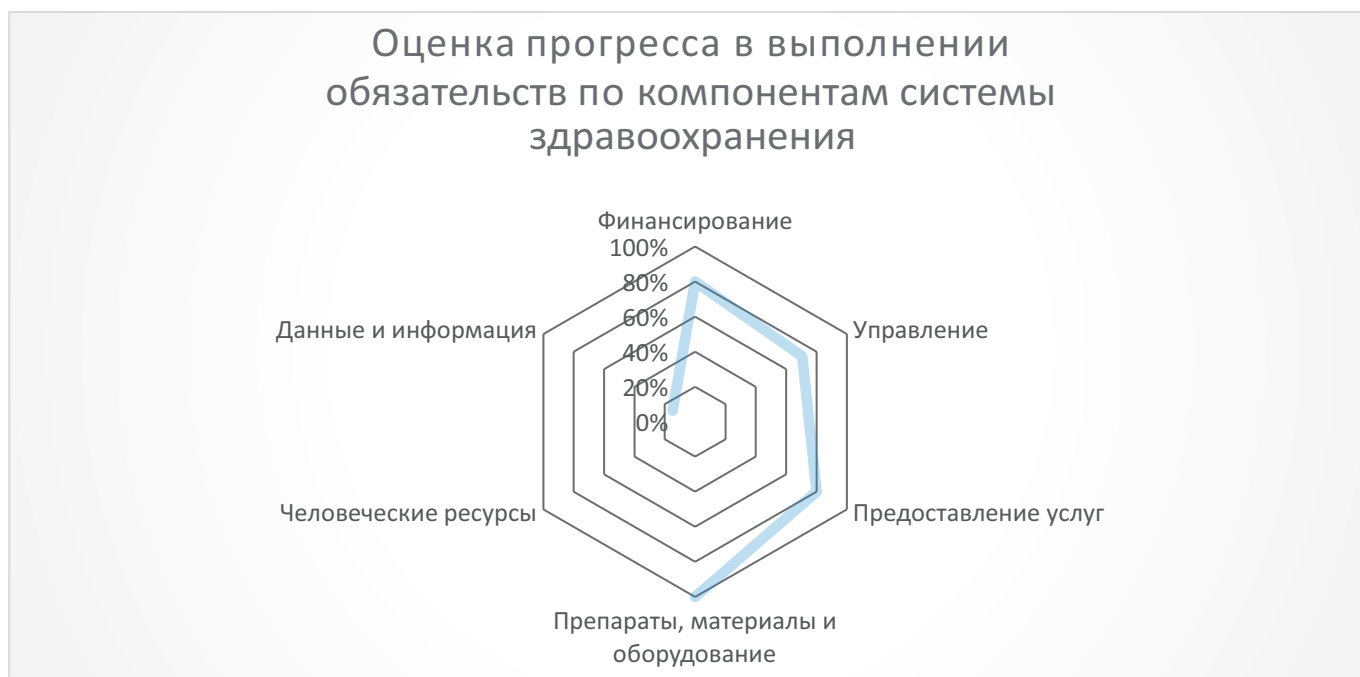 Оценка прогресса в выполнении
обязательств по компонентам системы
здравоохранения
Финансирование
100%
80%
60%
40%
20%
0%
Данные и информация
Управление
Человеческие ресурсы
Предоставление услуг
Препараты, материалы и
оборудование